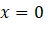 x = 0